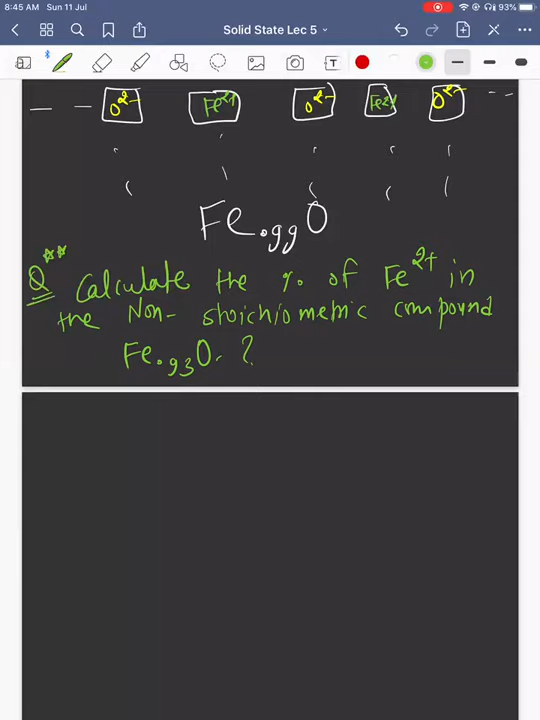 8:45 AM Sun 11 Jul 93%
Solid State Lec 5
O²⁻ Fe²⁺ O²⁻ Fe²⁺ O²⁻
Fe.99O
Q** Calculate the % of Fe²⁺ in
the Non-stoichiometric compound
Fe.93O. ?